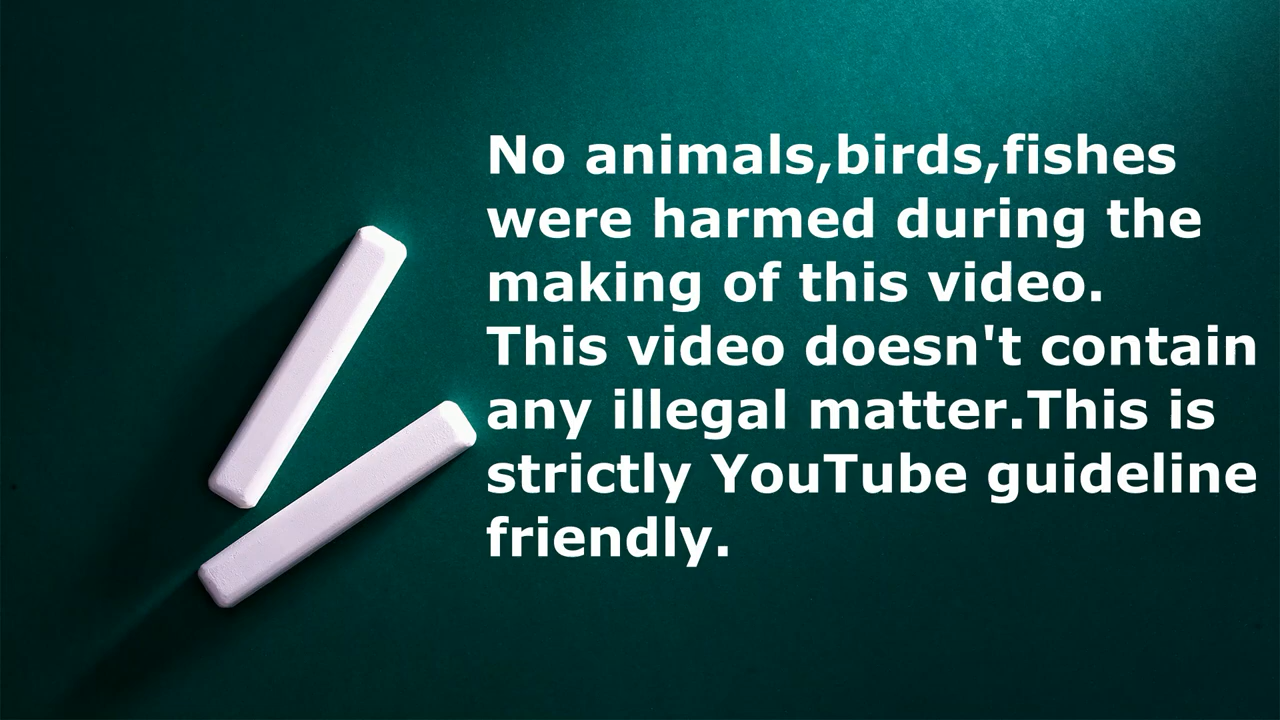 No animals,birds,fishes
were harmed during the
making of this video.
This video doesn't contain
any illegal matter.This is
strictly YouTube guideline
friendly.